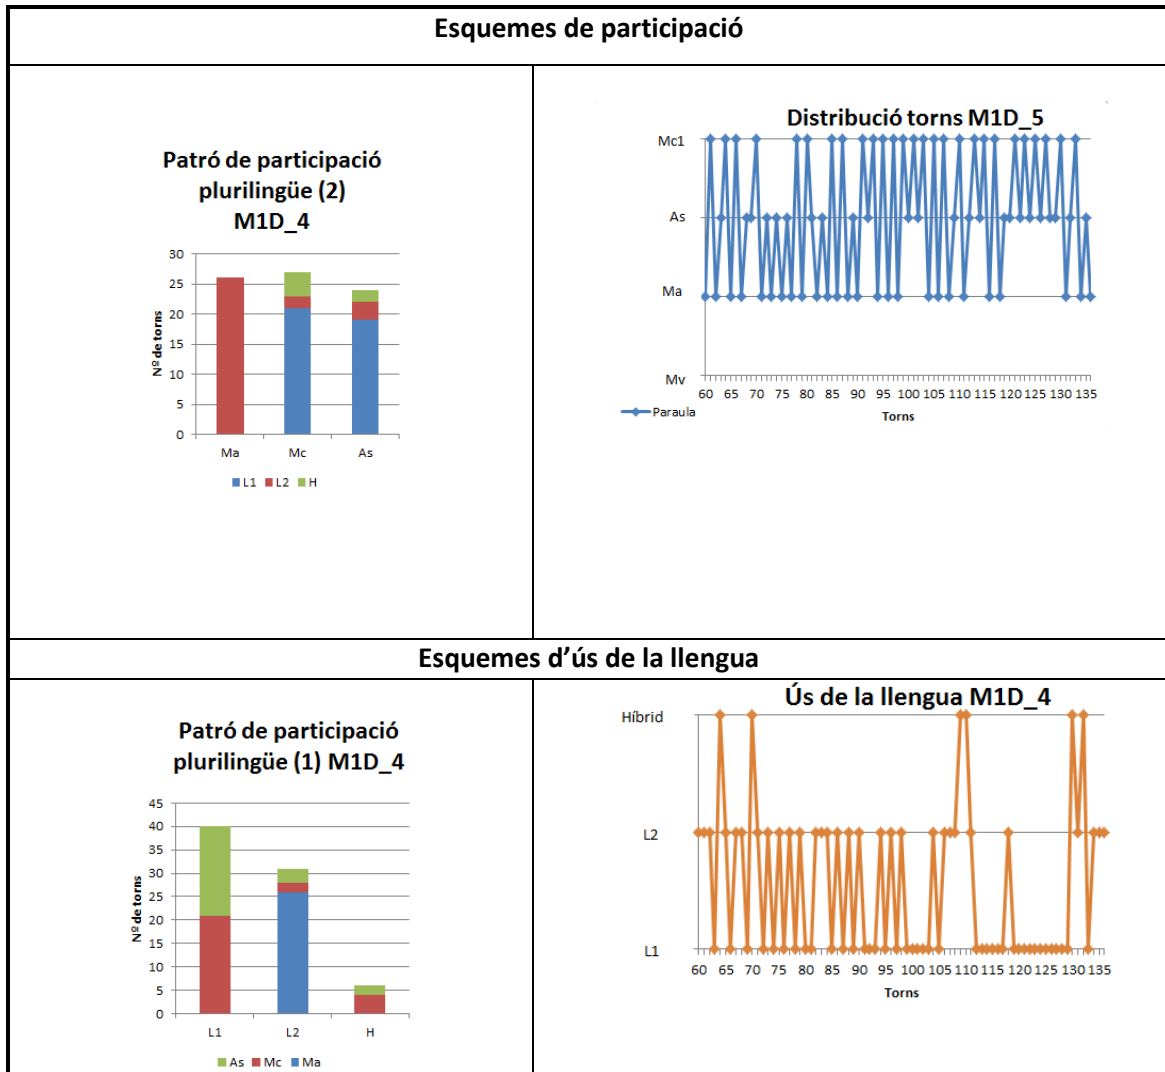 Esquemes de participació
Patró de participació
plurilingüe (2)
M1D_4
30
25
20
15
10
5
0
Nº de torns
Ma Mc As
L1 L2 H
Distribució torns M1D_5
Mc1
As
Ma
Mv
60 65 70 75 80 85 90 95 100 105 110 115 120 125 130 135
Paraula
Torns
Esquemes d'ús de la llengua
Patró de participació
plurilingüe (1) M1D_4
45
40
35
30
25
20
15
10
5
0
Nº de torns
L1 L2 H
As Mc Ma
Ús de la llengua M1D_4
Híbrid
L2
L1
60 65 70 75 80 85 90 95 100 105 110 115 120 125 130 135
Torns